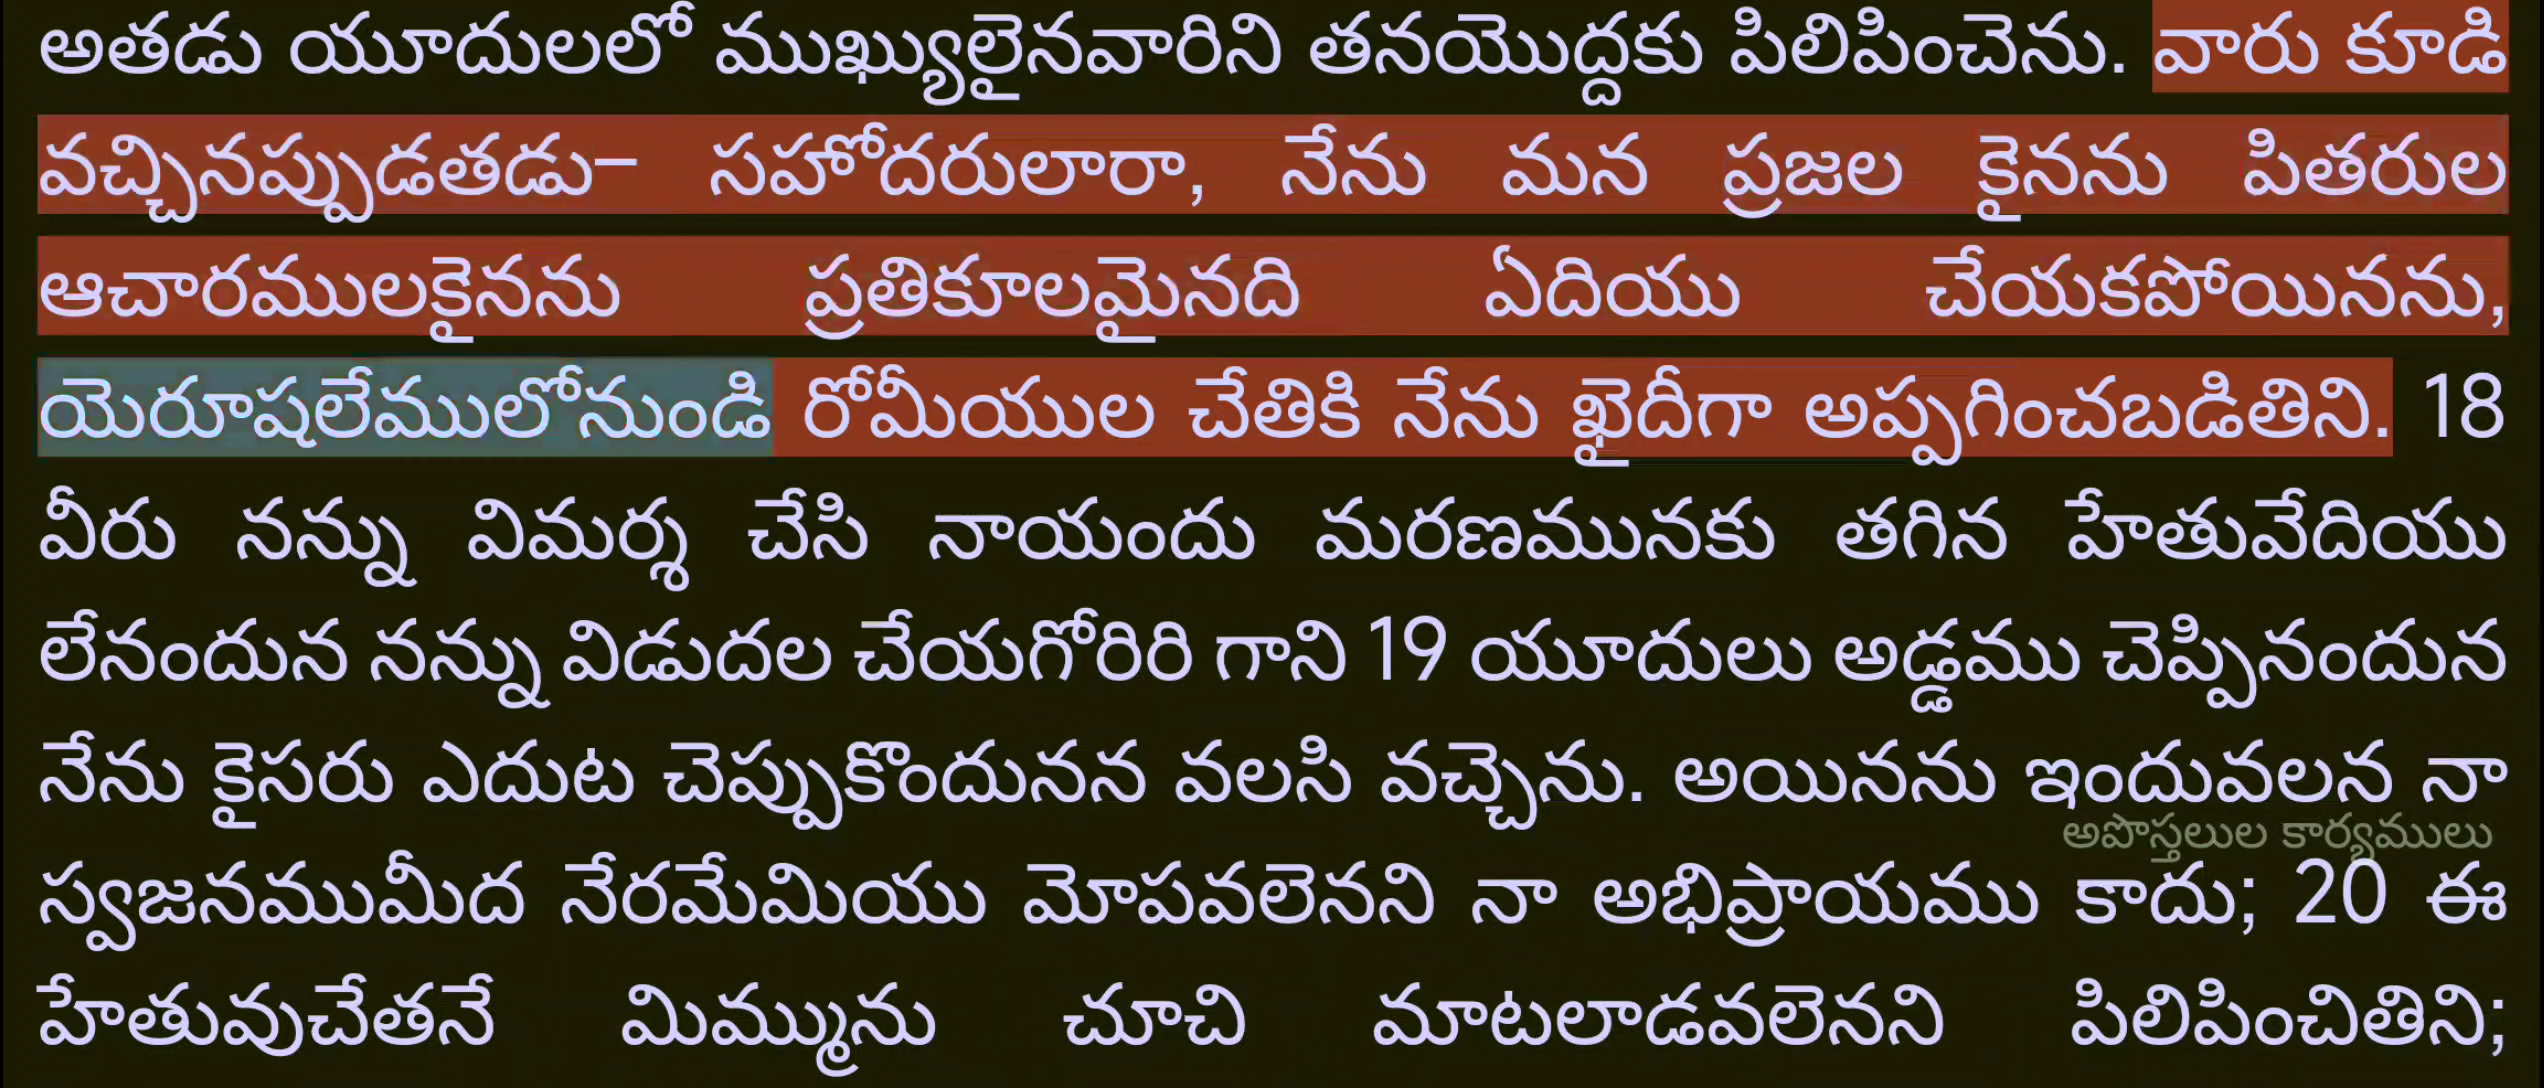 అతడు యూదులలో ముఖ్యులైనవారిని తనయొద్దకు పిలిపించెను. వారు కూడి
వచ్చినప్పుడతడు– సహోదరులారా, నేను మన ప్రజల కైనను పితరుల
ఆచారములకైనను ప్రతికూలమైనది ఏదియు చేయకపోయినను,
యెరూషలేములోనుండి రోమీయుల చేతికి నేను ఖైదీగా అప్పగించబడితిని. 18
వీరు నన్ను విమర్శ చేసి నాయందు మరణమునకు తగిన హేతువేదియు
లేనందున నన్ను విడుదల చేయగోరిరి గాని 19 యూదులు అడ్డము చెప్పినందున
నేను కైసరు ఎదుట చెప్పుకొందునన వలసి వచ్చెను. అయినను ఇందువలన నా
అపొస్తలుల కార్యములు
స్వజనముమీద నేరమేమియు మోపవలెనని నా అభిప్రాయము కాదు; 20 ఈ
హేతువుచేతనే మిమ్మును చూచి మాటలాడవలెనని పిలిపించితిని;